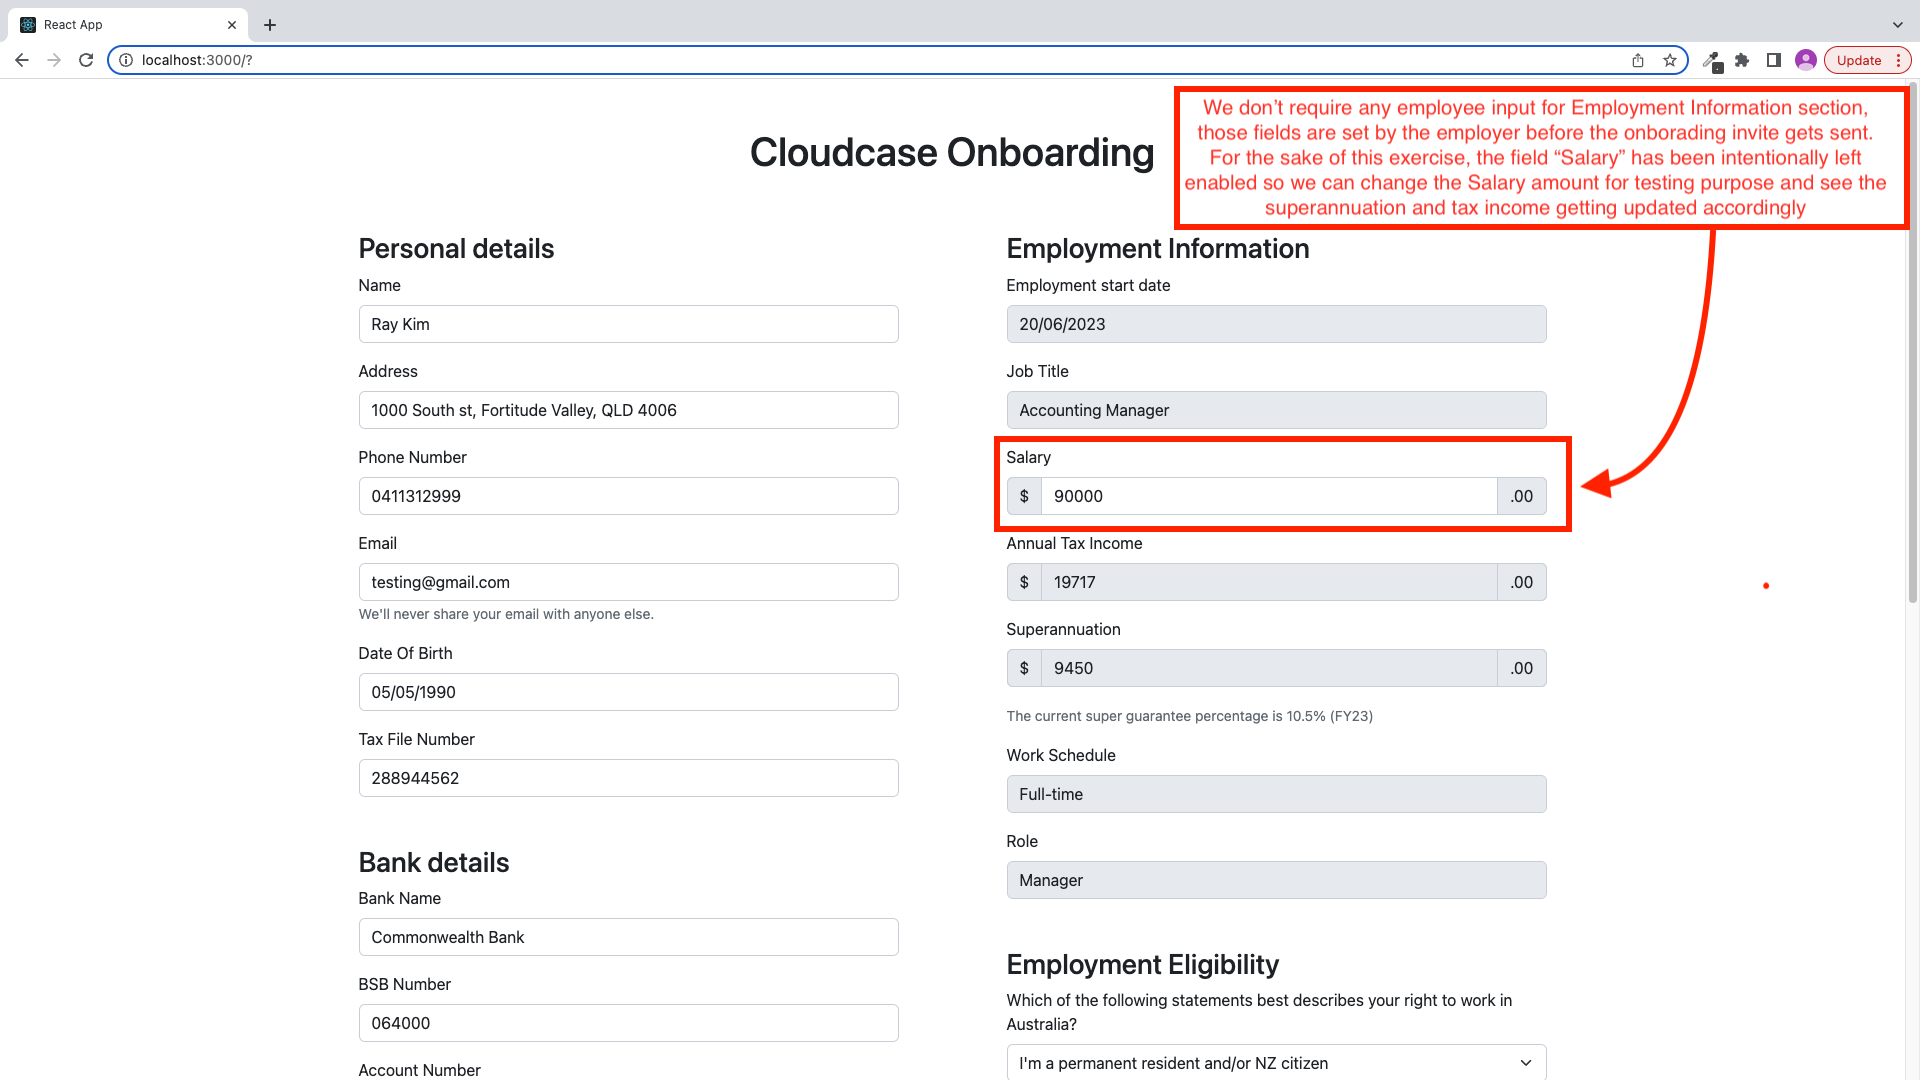 React App
localhost:3000/?
Update
We don’t require any employee input for Employment Information section,
those fields are set by the employer before the onborading invite gets sent.
For the sake of this exercise, the field “Salary” has been intentionally left
enabled so we can change the Salary amount for testing purpose and see the
superannuation and tax income getting updated accordingly
Cloudcase Onboarding
Personal details
Name
Ray Kim
Address
1000 South st, Fortitude Valley, QLD 4006
Phone Number
0411312999
Email
testing@gmail.com
We'll never share your email with anyone else.
Date Of Birth
05/05/1990
Tax File Number
288944562
Bank details
Bank Name
Commonwealth Bank
BSB Number
064000
Account Number
Employment Information
Employment start date
20/06/2023
Job Title
Accounting Manager
Salary
$ 90000 .00
Annual Tax Income
$ 19717 .00
Superannuation
$ 9450 .00
The current super guarantee percentage is 10.5% (FY23)
Work Schedule
Full-time
Role
Manager
Employment Eligibility
Which of the following statements best describes your right to work in
Australia?
I'm a permanent resident and/or NZ citizen